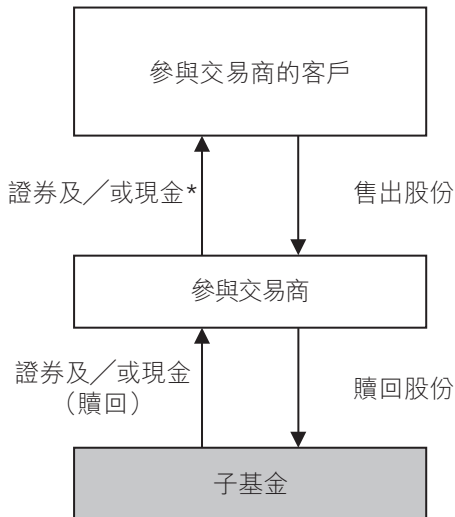 參與交易商的客戶
證券及／或現金*
售出股份
參與交易商
證券及／或現金
（贖回）
贖回股份
子基金